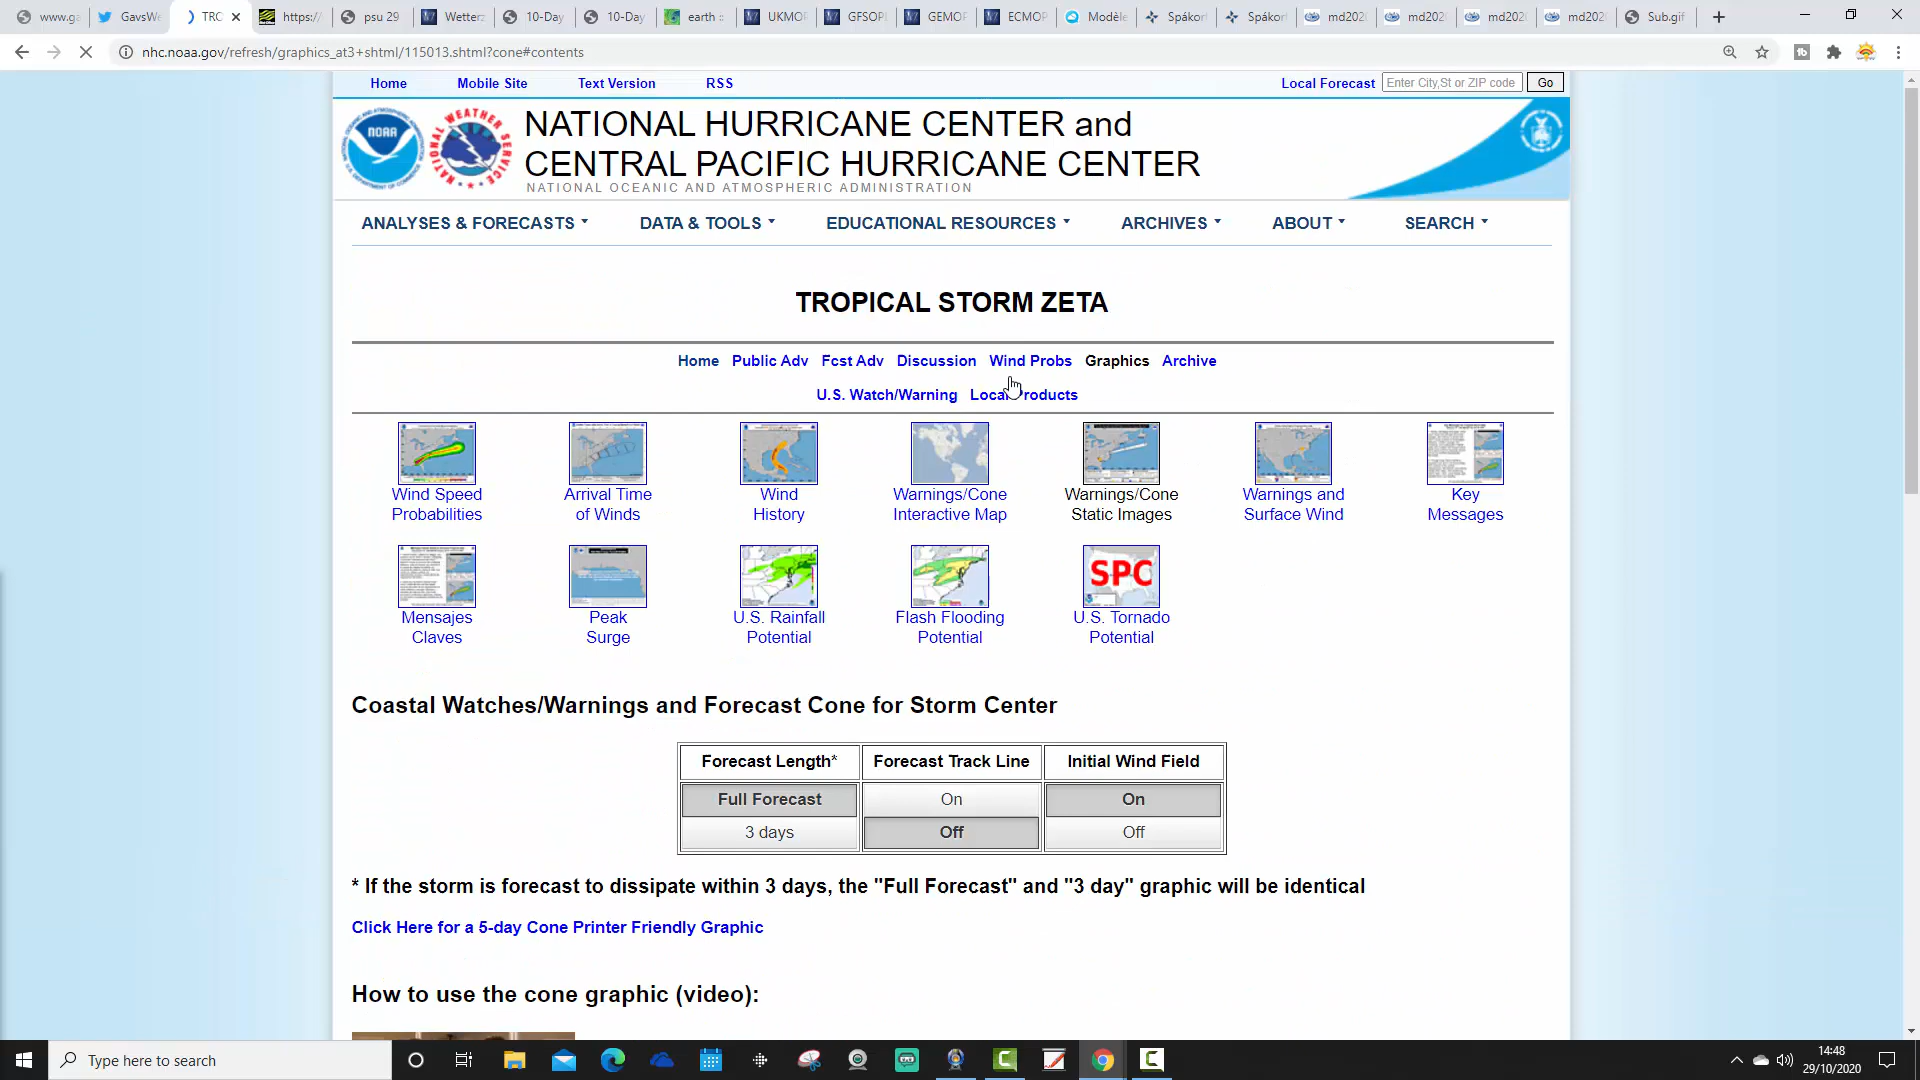 www.ga GavsWe TRC https:/ psu 29 Wetterz 10-Day 10-Day earth :: UKMO GFSOP GEMOP ECMOP Modèle Spákor Spákor md202 md202 md202 md202 Sub.gif
nhc.noaa.gov/refresh/graphics_at3+shtml/115013.shtml?cone#contents
Home Mobile Site Text Version RSS Local Forecast Enter City,St or ZIP code Go
NATIONAL HURRICANE CENTER and
CENTRAL PACIFIC HURRICANE CENTER
NATIONAL OCEANIC AND ATMOSPHERIC ADMINISTRATION
NOAA
ANALYSES & FORECASTS DATA & TOOLS EDUCATIONAL RESOURCES ARCHIVES ABOUT SEARCH
TROPICAL STORM ZETA
Home Public Adv Fcst Adv Discussion Wind Probs Graphics Archive
U.S. Watch/Warning Local Products
Wind Speed Probabilities
Arrival Time of Winds
Wind History
Warnings/Cone Interactive Map
Warnings/Cone Static Images
Warnings and Surface Wind
Key Messages
Mensajes Claves
Peak Surge
U.S. Rainfall Potential
Flash Flooding Potential
SPC
U.S. Tornado Potential
Coastal Watches/Warnings and Forecast Cone for Storm Center
Forecast Length* Forecast Track Line Initial Wind Field
Full Forecast On On
3 days Off Off
* If the storm is forecast to dissipate within 3 days, the "Full Forecast" and "3 day" graphic will be identical
Click Here for a 5-day Cone Printer Friendly Graphic
How to use the cone graphic (video):
Type here to search
14:48
29/10/2020